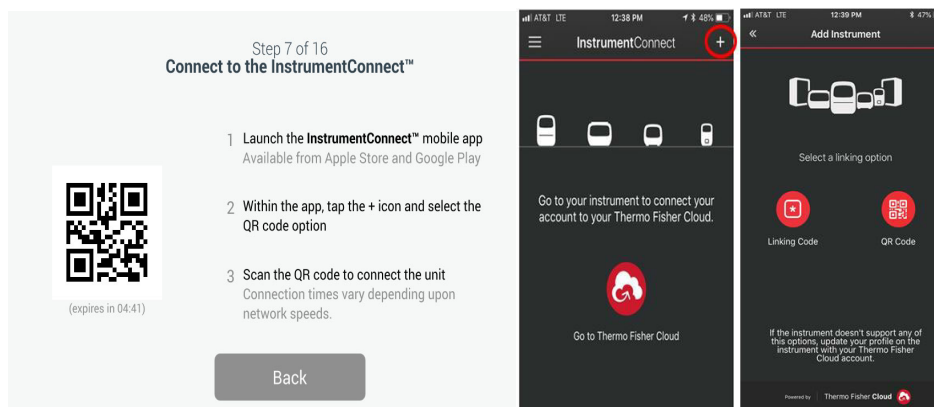 Step 7 of 16
Connect to the InstrumentConnect™
(expires in 04:41)
1 Launch the InstrumentConnect™ mobile app
Available from Apple Store and Google Play
2 Within the app, tap the + icon and select the
QR code option
3 Scan the QR code to connect the unit
Connection times vary depending upon
network speeds.
Back
AT&T LTE 12:38 PM 48%
InstrumentConnect +
Go to your instrument to connect your
account to your Thermo Fisher Cloud.
Go to Thermo Fisher Cloud
AT&T LTE 12:39 PM 47%
« Add Instrument
Select a linking option
Linking Code QR Code
If the instrument doesn't support any of
this options, update your profile on the
instrument with your Thermo Fisher
Cloud account.
Powered by | Thermo Fisher Cloud